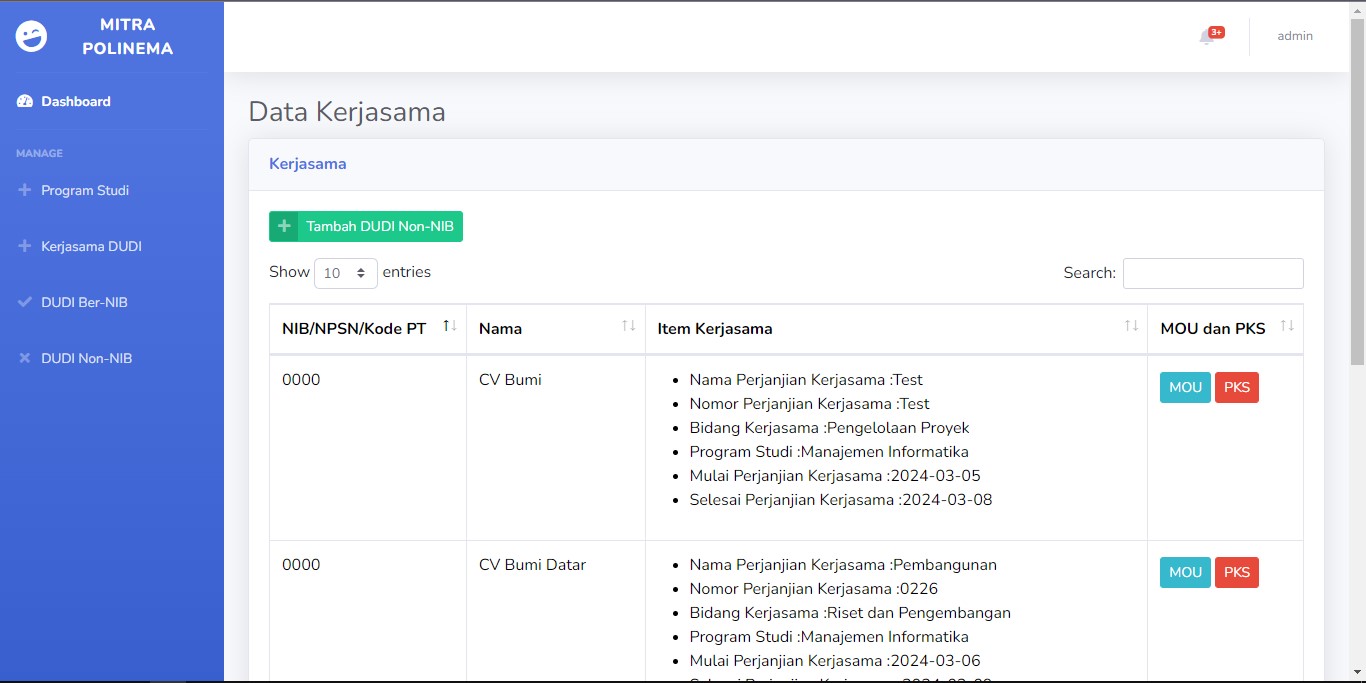 MITRA
POLINEMA
3+
admin
Dashboard
MANAGE
Program Studi
Kerjasama DUDI
DUDI Ber-NIB
DUDI Non-NIB
Data Kerjasama
Kerjasama
Tambah DUDI Non-NIB
Show 10 entries
Search:
NIB/NPSN/Kode PT Nama Item Kerjasama MOU dan PKS
0000 CV Bumi
Nama Perjanjian Kerjasama :Test
Nomor Perjanjian Kerjasama :Test
Bidang Kerjasama :Pengelolaan Proyek
Program Studi :Manajemen Informatika
Mulai Perjanjian Kerjasama :2024-03-05
Selesai Perjanjian Kerjasama :2024-03-08
MOU PKS
0000 CV Bumi Datar
Nama Perjanjian Kerjasama :Pembangunan
Nomor Perjanjian Kerjasama :0226
Bidang Kerjasama :Riset dan Pengembangan
Program Studi :Manajemen Informatika
Mulai Perjanjian Kerjasama :2024-03-06
MOU PKS